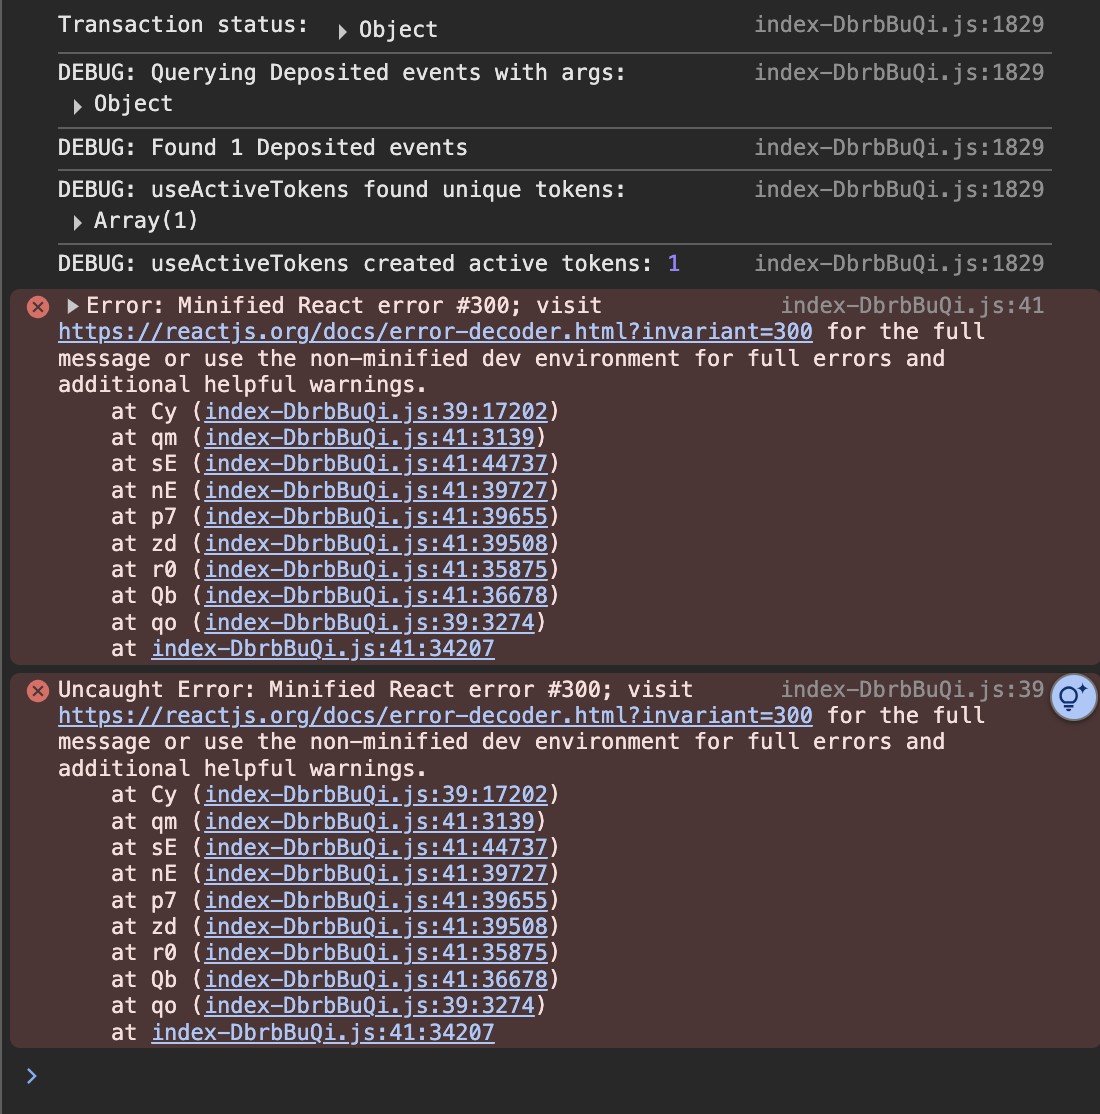 Transaction status: Object index-DbrbBuQi.js:1829
DEBUG: Querying Deposited events with args: index-DbrbBuQi.js:1829
Object
DEBUG: Found 1 Deposited events index-DbrbBuQi.js:1829
DEBUG: useActiveTokens found unique tokens: index-DbrbBuQi.js:1829
Array(1)
DEBUG: useActiveTokens created active tokens: 1 index-DbrbBuQi.js:1829
Error: Minified React error #300; visit index-DbrbBuQi.js:41
https://reactjs.org/docs/error-decoder.html?invariant=300 for the full
message or use the non-minified dev environment for full errors and
additional helpful warnings.
at Cy (index-DbrbBuQi.js:39:17202)
at qm (index-DbrbBuQi.js:41:3139)
at sE (index-DbrbBuQi.js:41:44737)
at nE (index-DbrbBuQi.js:41:39727)
at p7 (index-DbrbBuQi.js:41:39655)
at zd (index-DbrbBuQi.js:41:39508)
at r0 (index-DbrbBuQi.js:41:35875)
at Qb (index-DbrbBuQi.js:41:36678)
at qo (index-DbrbBuQi.js:39:3274)
at index-DbrbBuQi.js:41:34207
Uncaught Error: Minified React error #300; visit index-DbrbBuQi.js:39
https://reactjs.org/docs/error-decoder.html?invariant=300 for the full
message or use the non-minified dev environment for full errors and
additional helpful warnings.
at Cy (index-DbrbBuQi.js:39:17202)
at qm (index-DbrbBuQi.js:41:3139)
at sE (index-DbrbBuQi.js:41:44737)
at nE (index-DbrbBuQi.js:41:39727)
at p7 (index-DbrbBuQi.js:41:39655)
at zd (index-DbrbBuQi.js:41:39508)
at r0 (index-DbrbBuQi.js:41:35875)
at Qb (index-DbrbBuQi.js:41:36678)
at qo (index-DbrbBuQi.js:39:3274)
at index-DbrbBuQi.js:41:34207